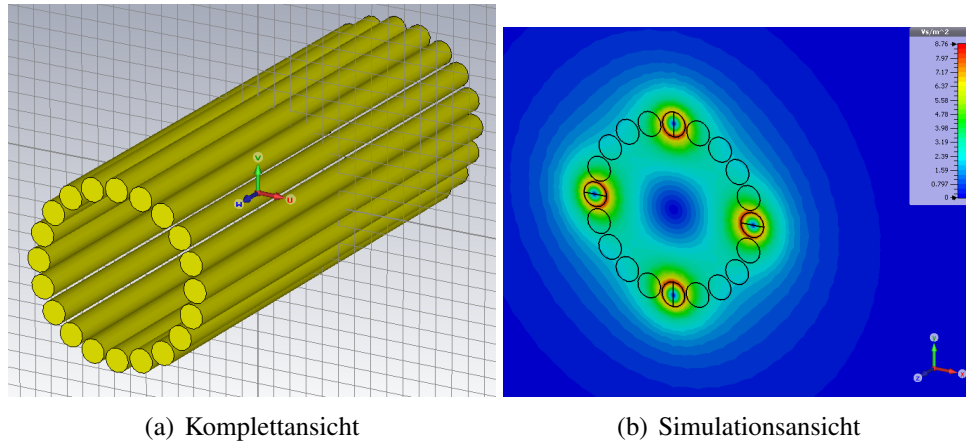 V
U
W
Vs/m^2
8.76
7.97
7.17
6.37
5.58
4.78
3.98
3.19
2.39
1.59
0.797
0
y
x
z
(a) Komplettansicht
(b) Simulationsansicht